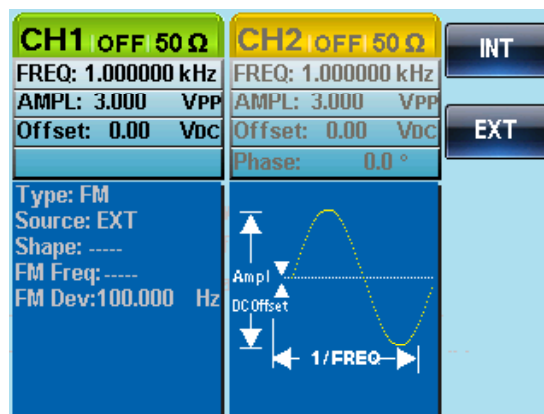 CH1 OFF 50 Ω
FREQ: 1.000000 kHz
AMPL: 3.000 VPP
Offset: 0.00 VDC
CH2 OFF 50 Ω
FREQ: 1.000000 kHz
AMPL: 3.000 VPP
Offset: 0.00 VDC
Phase: 0.0 °
INT
EXT
Type: FM
Source: EXT
Shape: -----
FM Freq: -----
FM Dev:100.000 Hz
Ampl
DC Offset
1/FREQ